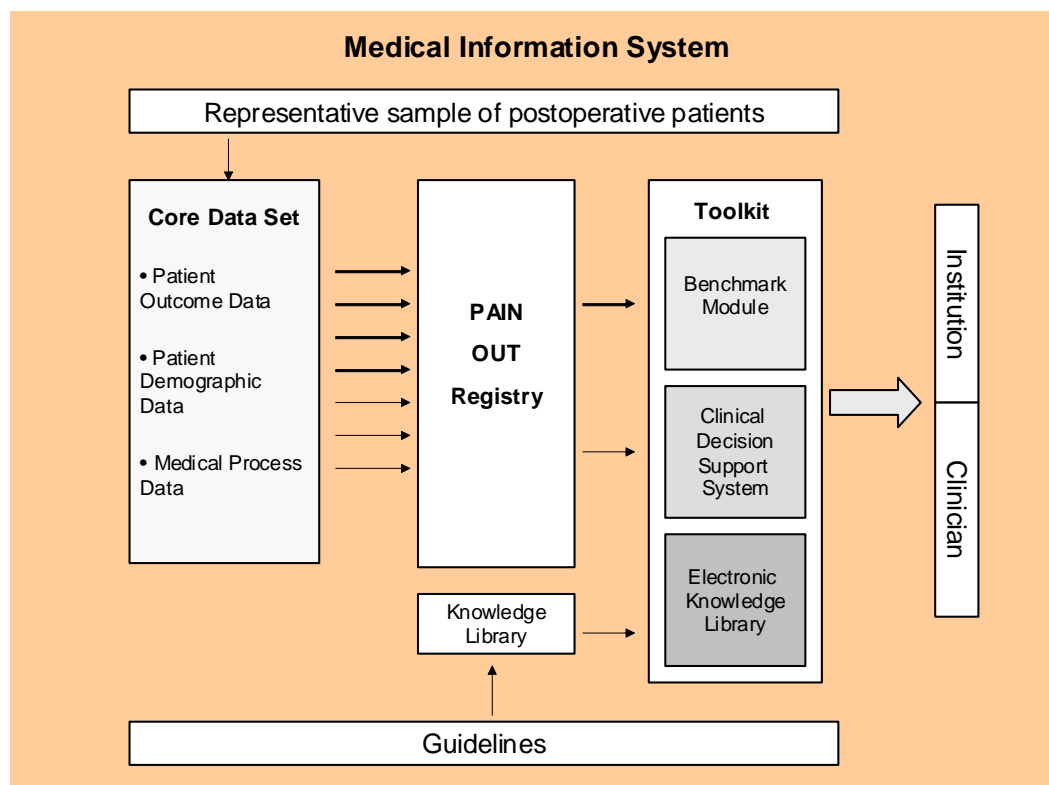 Medical Information System
Representative sample of postoperative patients
Core Data Set
• Patient
Outcome Data
• Patient
Demographic
Data
• Medical Process
Data
PAIN
OUT
Registry
Knowledge
Library
Toolkit
Benchmark
Module
Clinical
Decision
Support
System
Electronic
Knowledge
Library
Institution
Clinician
Guidelines